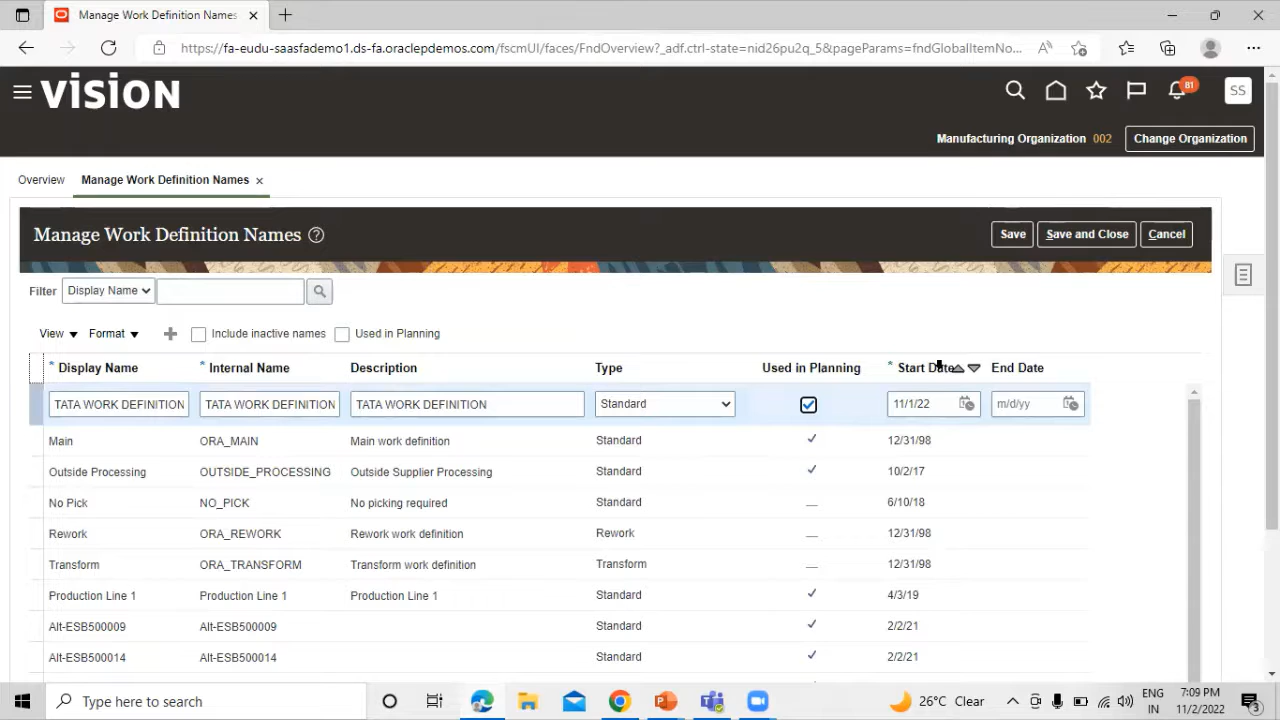 Manage Work Definition Names
https://fa-eudu-saasfademo1.ds-fa.oraclepdemos.com/fscmUI/faces/FndOverview?_adf.ctrl-state=nid26pu2q_5&pageParams=fndGlobalItemNo...
VISION
81
SS
Manufacturing Organization 002 Change Organization
Overview Manage Work Definition Names
Manage Work Definition Names Save Save and Close Cancel
Filter Display Name
View Format Include inactive names Used in Planning
* Display Name * Internal Name Description Type Used in Planning * Start Date End Date
TATA WORK DEFINITION TATA WORK DEFINITION TATA WORK DEFINITION Standard 11/1/22 m/d/yy
Main ORA_MAIN Main work definition Standard 12/31/98
Outside Processing OUTSIDE_PROCESSING Outside Supplier Processing Standard 10/2/17
No Pick NO_PICK No picking required Standard 6/10/18
Rework ORA_REWORK Rework work definition Rework 12/31/98
Transform ORA_TRANSFORM Transform work definition Transform 12/31/98
Production Line 1 Production Line 1 Production Line 1 Standard 4/3/19
Alt-ESB500009 Alt-ESB500009 Standard 2/2/21
Alt-ESB500014 Alt-ESB500014 Standard 2/2/21
Type here to search 26°C Clear ENG 7:09 PM
IN 11/2/2022 3